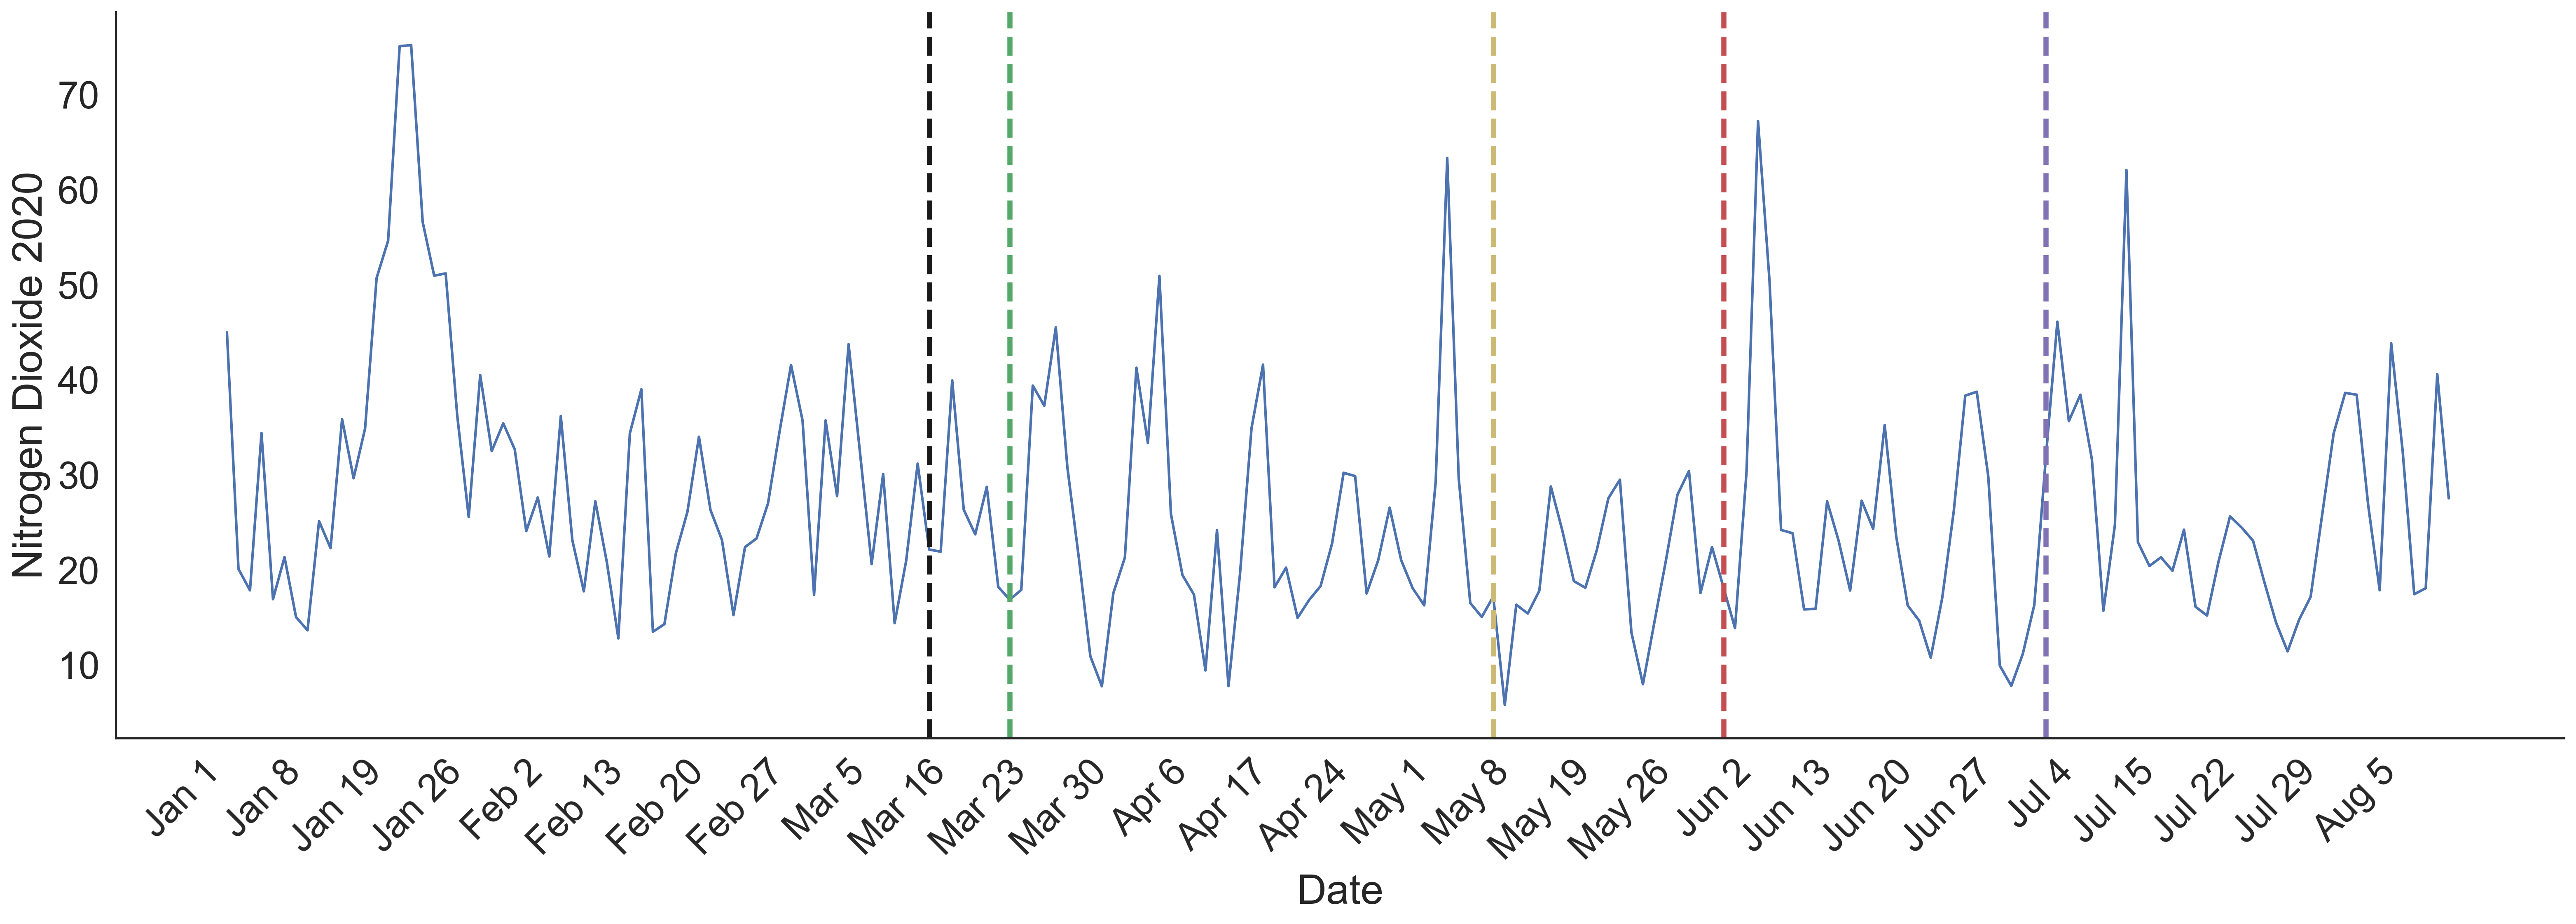 Nitrogen Dioxide 2020
70
60
50
40
30
20
10
Jan 1
Jan 8
Jan 19
Jan 26
Feb 2
Feb 13
Feb 20
Feb 27
Mar 5
Mar 16
Mar 23
Mar 30
Apr 6
Apr 17
Apr 24
May 1
May 8
May 19
May 26
Jun 2
Jun 13
Jun 20
Jun 27
Jul 4
Jul 15
Jul 22
Jul 29
Aug 5
Date